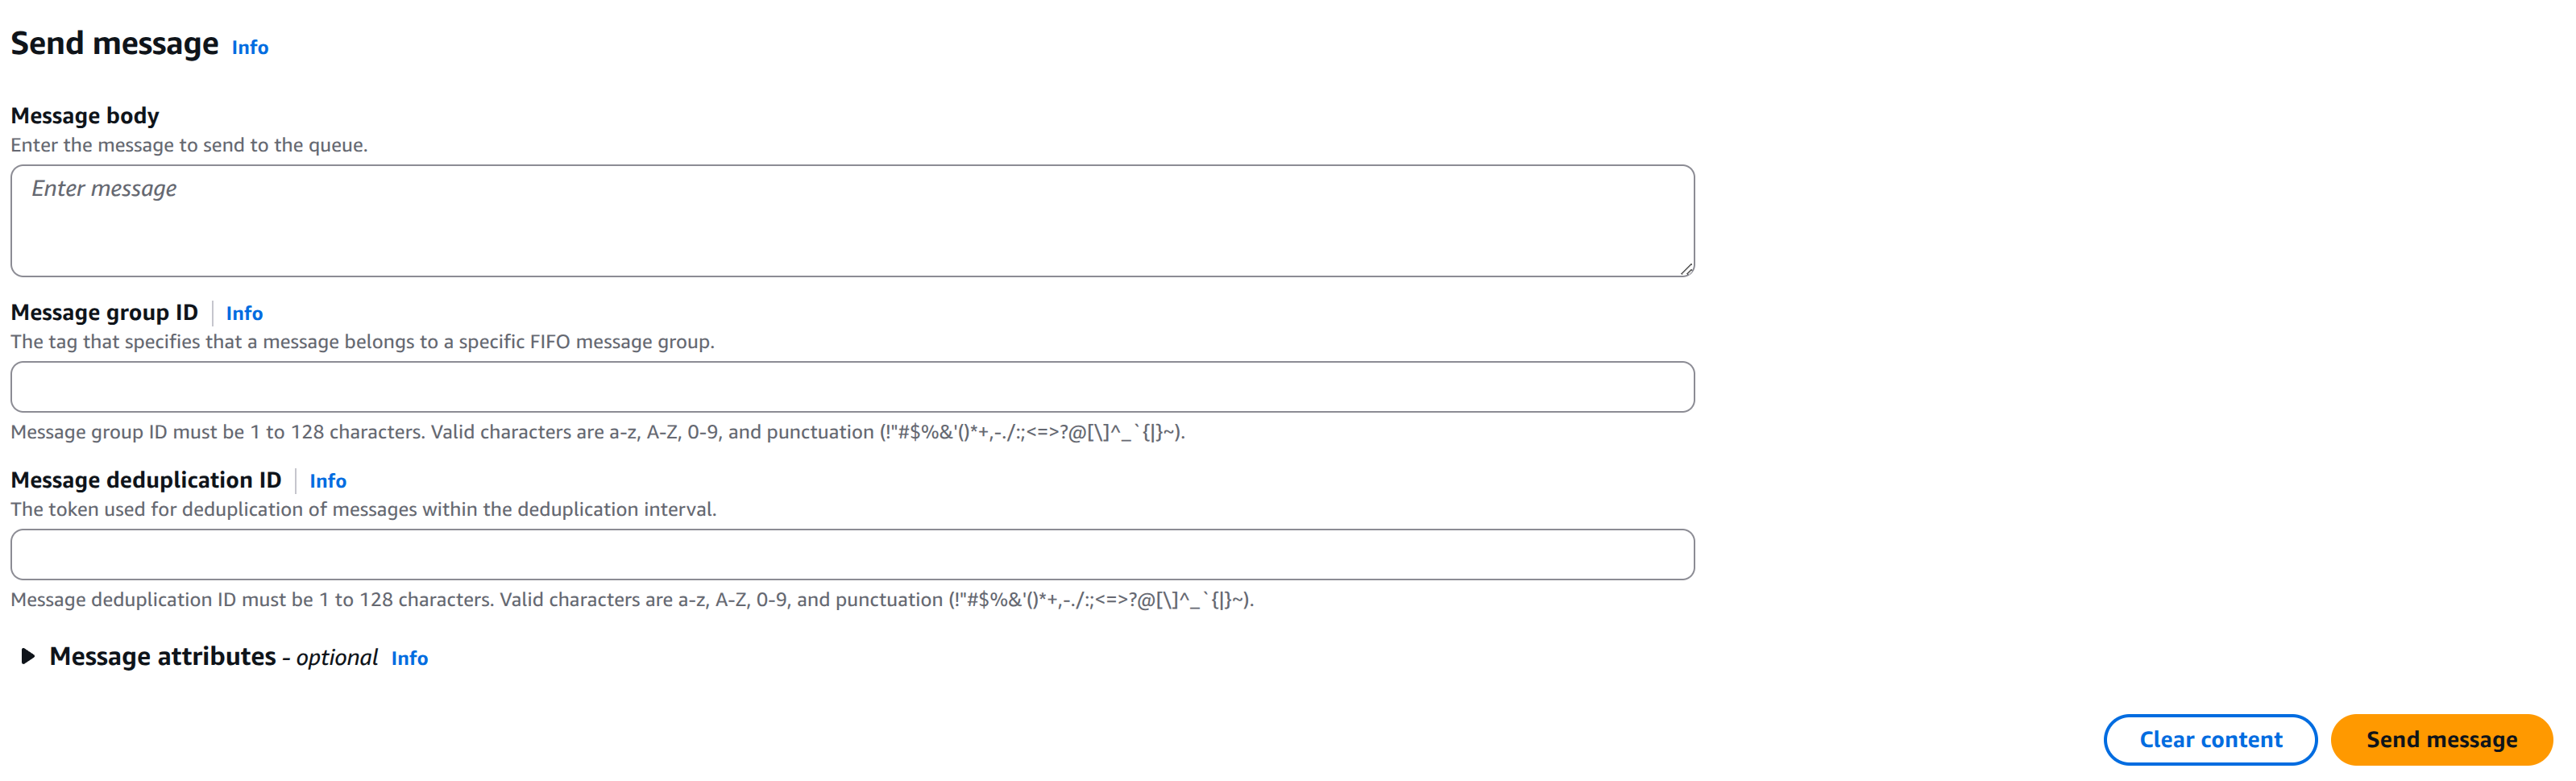 Send message Info
Message body
Enter the message to send to the queue.
Enter message
Message group ID Info
The tag that specifies that a message belongs to a specific FIFO message group.
Message group ID must be 1 to 128 characters. Valid characters are a-z, A-Z, 0-9, and punctuation (!"#$%&'()*+,-./:;<=>?@[\]^_`{|}~).
Message deduplication ID Info
The token used for deduplication of messages within the deduplication interval.
Message deduplication ID must be 1 to 128 characters. Valid characters are a-z, A-Z, 0-9, and punctuation (!"#$%&'()*+,-./:;<=>?@[\]^_`{|}~).
Message attributes - optional Info
Clear content Send message